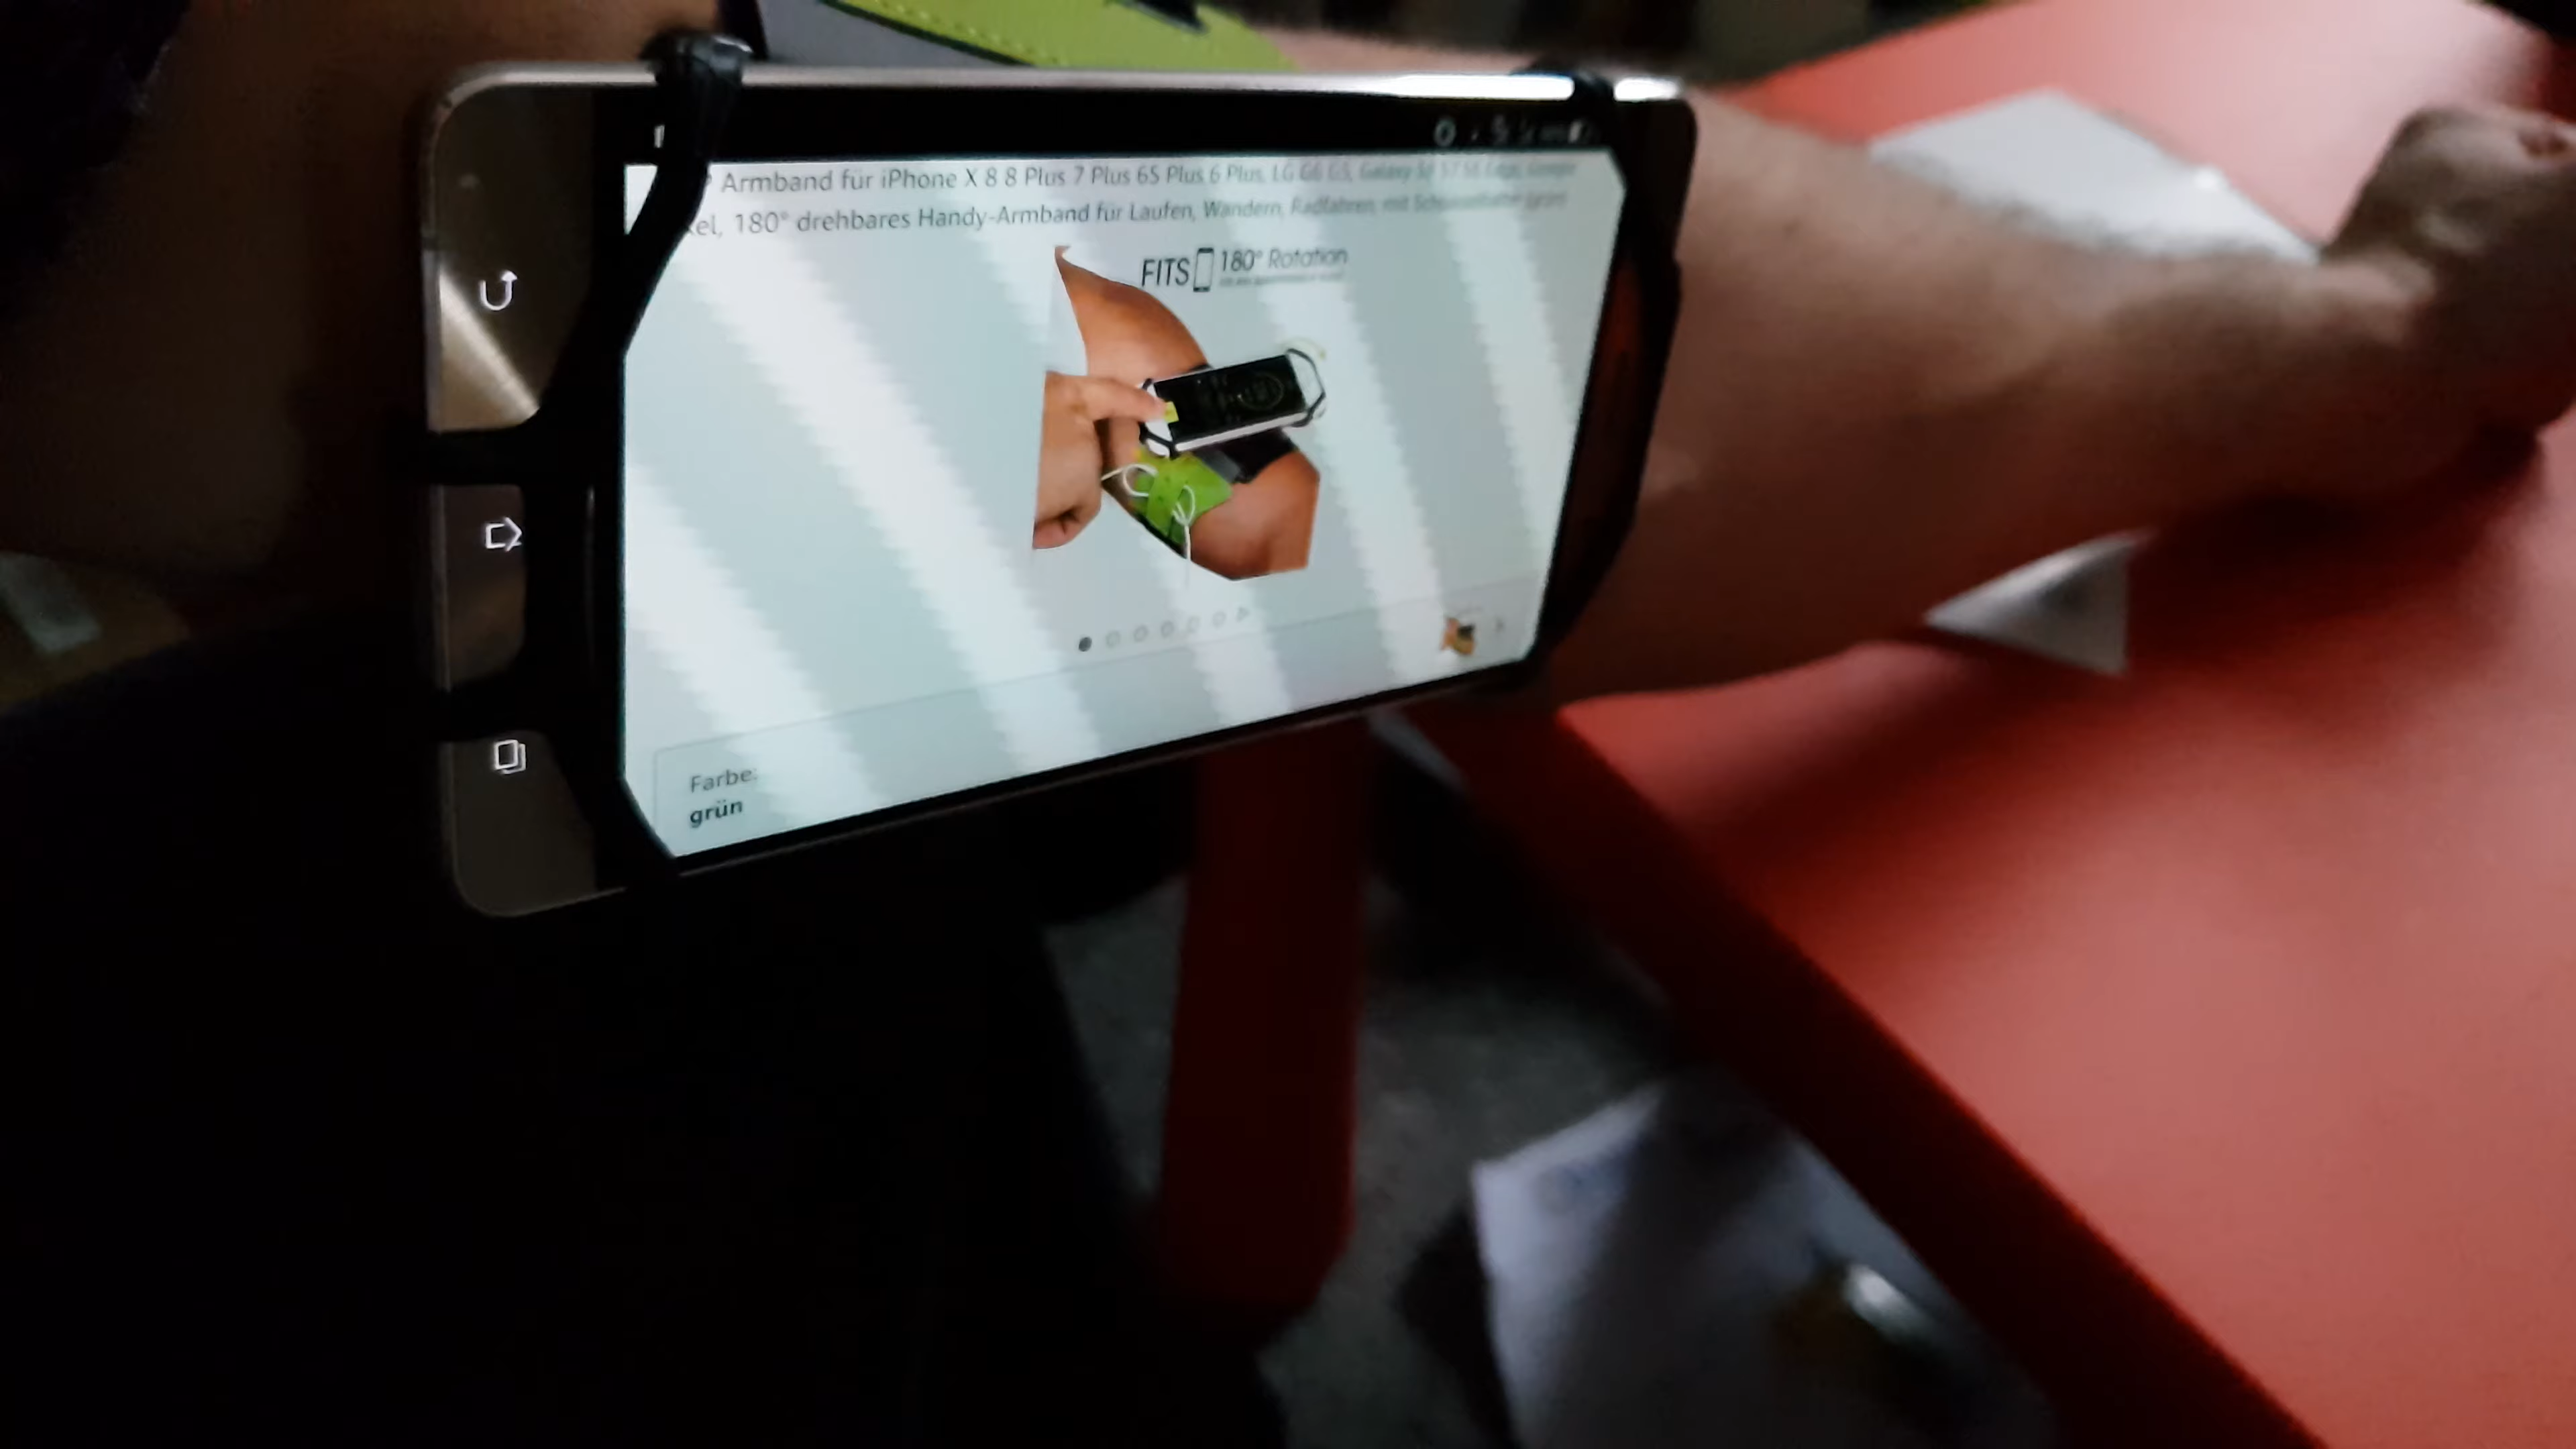 Armband für iPhone X 8 8 Plus 7 Plus 6S Plus 6 Plus, LG G6 G5, Galaxy
180° drehbares Handy-Armband für Laufen, Wandern, Radfahren, mit
FITS 180° Rotation
Farbe:
grün